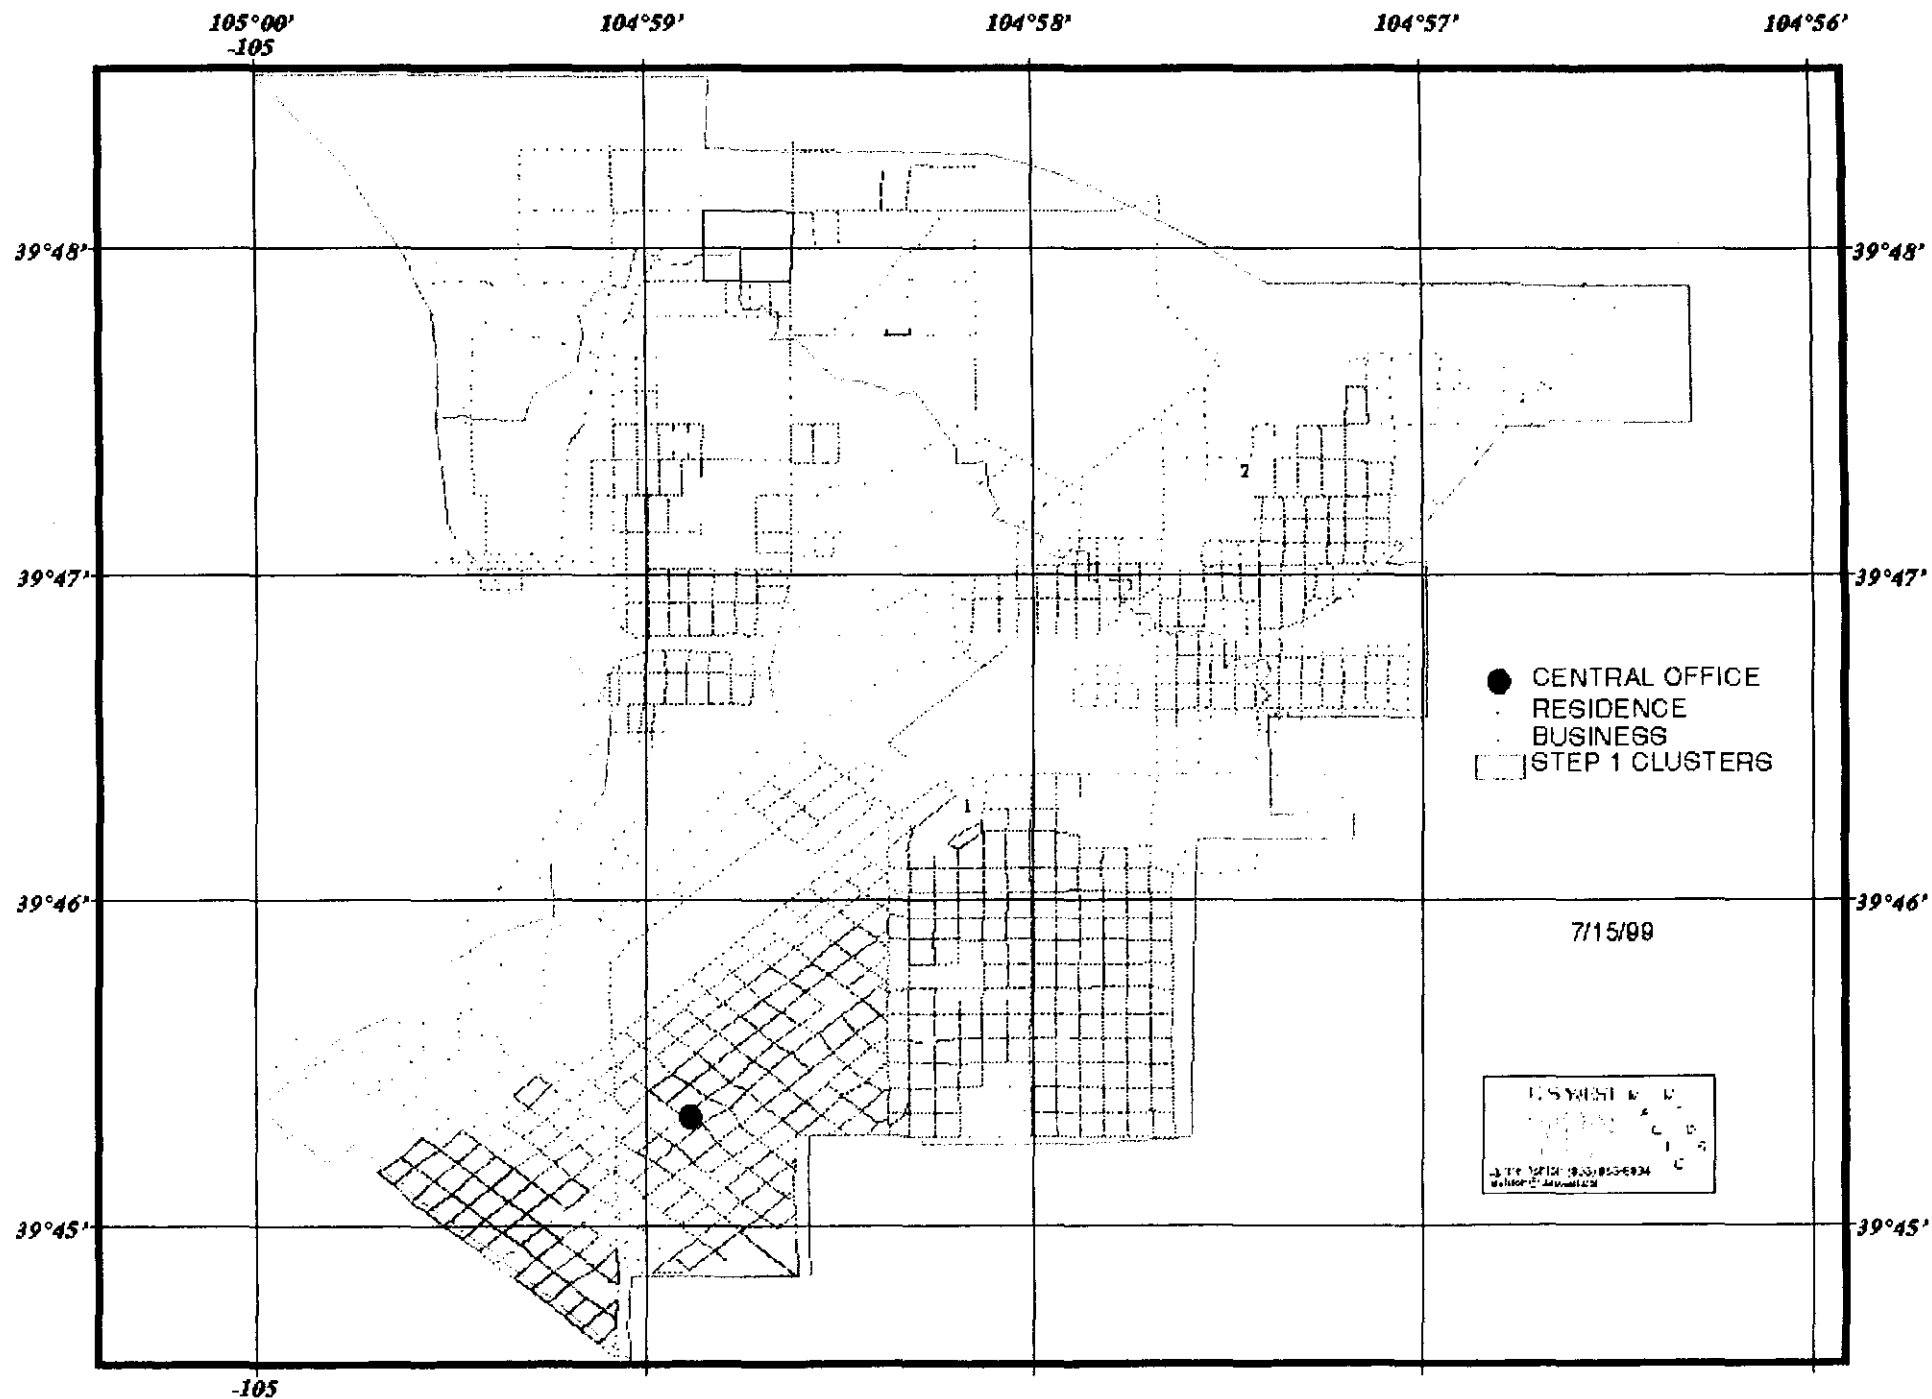 105°00' 104°59' 104°58' 104°57' 104°56'
-105
39°48' 39°48'
2
39°47' 39°47'
CENTRAL OFFICE
RESIDENCE
BUSINESS
STEP 1 CLUSTERS
1
39°46' 39°46'
7/15/99
U S WEST
39°45' 39°45'
-105